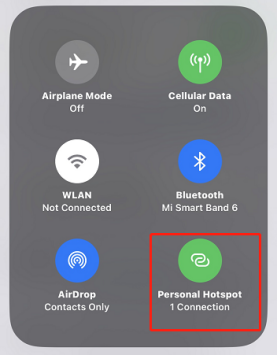 Airplane Mode
Off
Cellular Data
On
WLAN
Not Connected
Bluetooth
Mi Smart Band 6
AirDrop
Contacts Only
Personal Hotspot
1 Connection